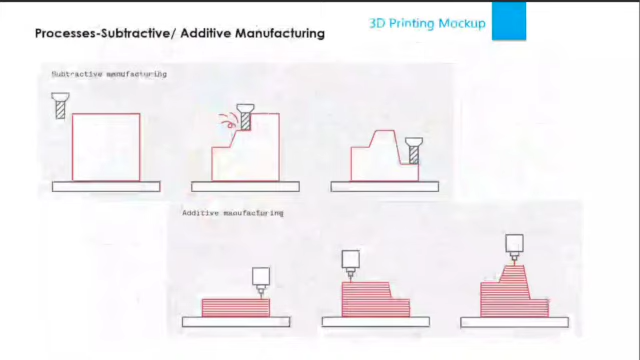 3D Printing Mockup
Processes-Subtractive/ Additive Manufacturing
Subtractive manufacturing
Additive manufacturing